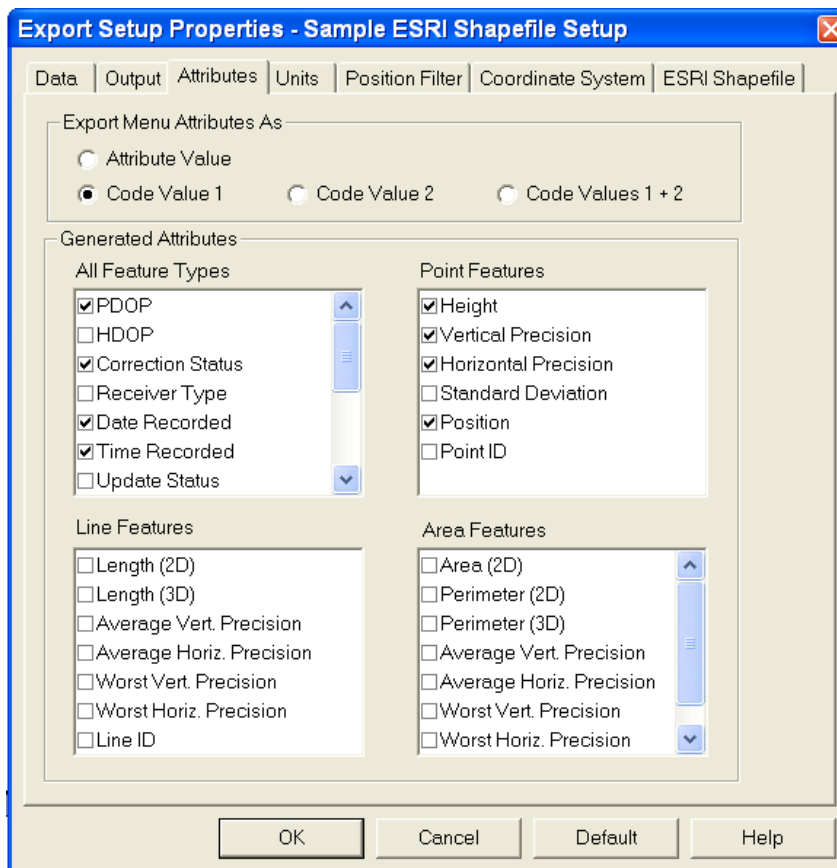 Export Setup Properties - Sample ESRI Shapefile Setup
Data Output Attributes Units Position Filter Coordinate System ESRI Shapefile
Export Menu Attributes As
Attribute Value
Code Value 1 Code Value 2 Code Values 1 + 2
Generated Attributes
All Feature Types
PDOP
HDOP
Correction Status
Receiver Type
Date Recorded
Time Recorded
Update Status
Point Features
Height
Vertical Precision
Horizontal Precision
Standard Deviation
Position
Point ID
Line Features
Length (2D)
Length (3D)
Average Vert. Precision
Average Horiz. Precision
Worst Vert. Precision
Worst Horiz. Precision
Line ID
Area Features
Area (2D)
Perimeter (2D)
Perimeter (3D)
Average Vert. Precision
Average Horiz. Precision
Worst Vert. Precision
Worst Horiz. Precision
OK Cancel Default Help